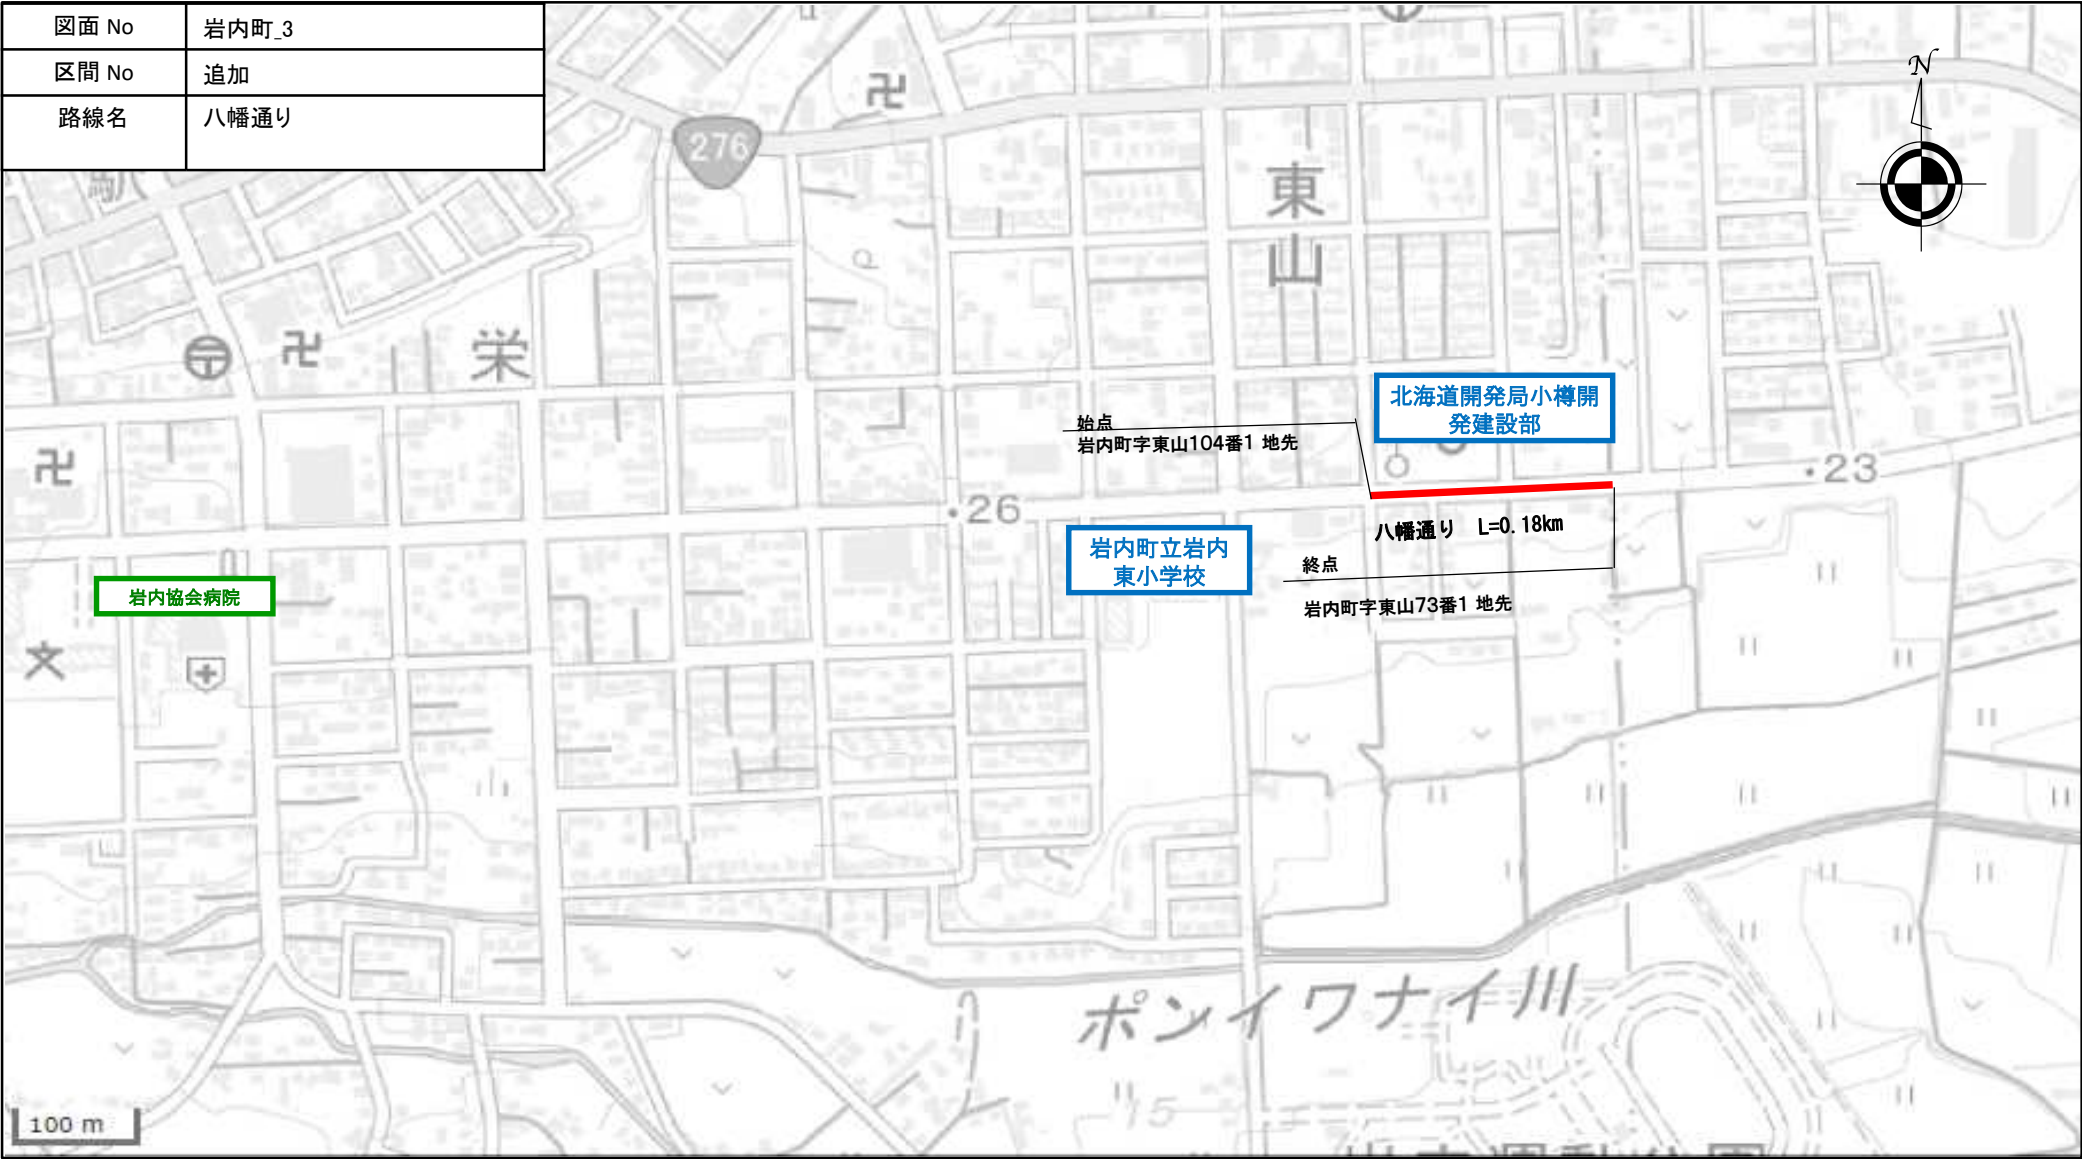 図面 No 岩内町_3
区間 No 追加
路線名 八幡通り
N
276
東山
栄
北海道開発局小樽開
発建設部
始点
岩内町字東山104番1 地先
・23
・26
八幡通り L=0.18km
岩内町立岩内
東小学校
終点
岩内町字東山73番1 地先
岩内協会病院
ポンイワナイ川
15
100 m